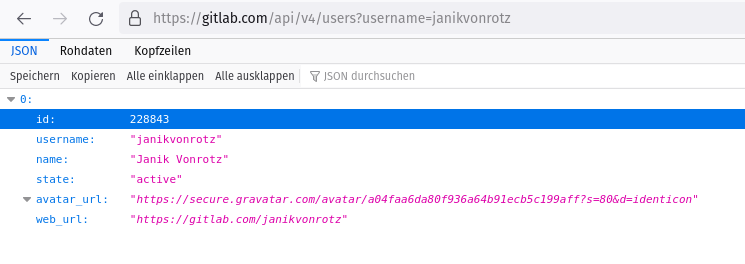 https://gitlab.com/api/v4/users?username=janikvonrotz
JSON Rohdaten Kopfzeilen
Speichern Kopieren Alle einklappen Alle ausklappen JSON durchsuchen
0:
id: 228843
username: "janikvonrotz"
name: "Janik Vonrotz"
state: "active"
avatar_url: "https://secure.gravatar.com/avatar/a04faa6da80f936a64b91ecb5c199aff?s=80&d=identicon"
web_url: "https://gitlab.com/janikvonrotz"